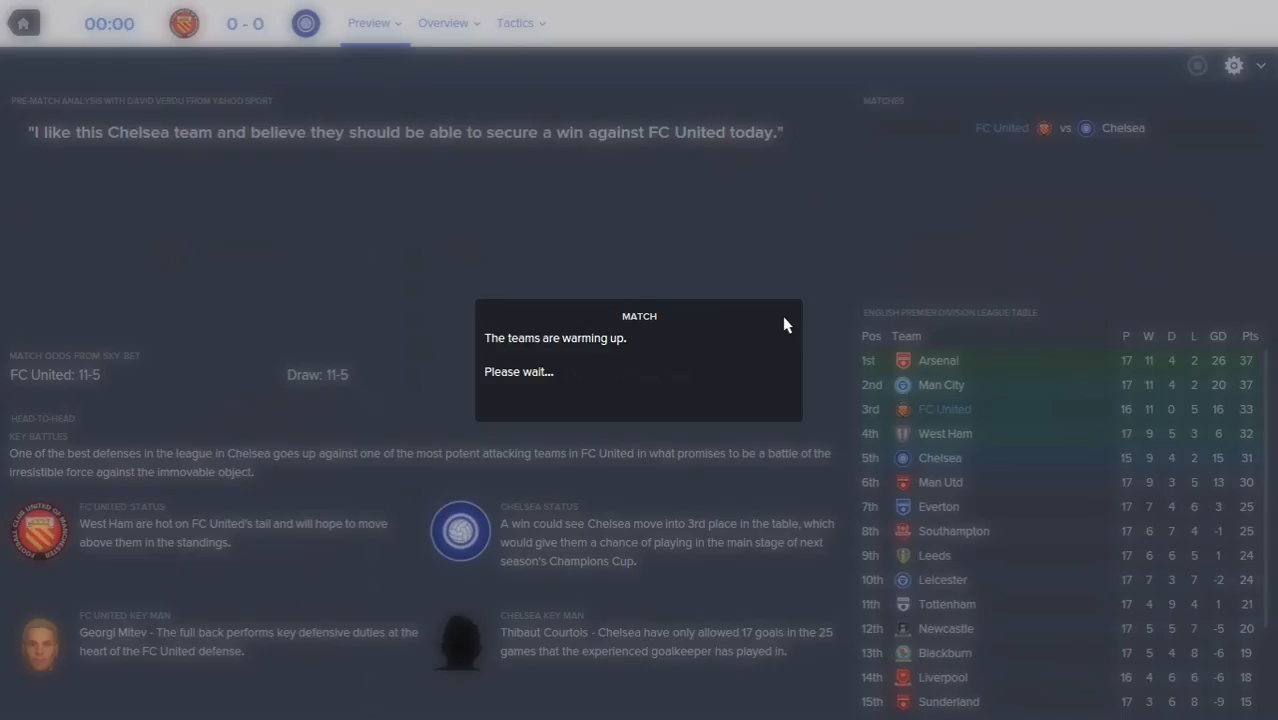 00:00 0 - 0 Preview Overview Tactics
PRE-MATCH ANALYSIS WITH DAVID VERDU FROM YAHOO SPORT
"I like this Chelsea team and believe they should be able to secure a win against FC United today."
MATCHES
FC United vs Chelsea
MATCH
The teams are warming up.
Please wait...
MATCH ODDS FROM SKY BET
FC United: 11-5 Draw: 11-5
HEAD-TO-HEAD
KEY BATTLES
One of the best defenses in the league in Chelsea goes up against one of the most potent attacking teams in FC United in what promises to be a battle of the
irresistible force against the immovable object.
FC UNITED STATUS
West Ham are hot on FC United's tail and will hope to move
above them in the standings.
CHELSEA STATUS
A win could see Chelsea move into 3rd place in the table, which
would give them a chance of playing in the main stage of next
season's Champions Cup.
FC UNITED KEY MAN
Georgi Mitev - The full back performs key defensive duties at the
heart of the FC United defense.
CHELSEA KEY MAN
Thibaut Courtois - Chelsea have only allowed 17 goals in the 25
games that the experienced goalkeeper has played in.
ENGLISH PREMIER DIVISION LEAGUE TABLE
Pos Team P W D L GD Pts
1st Arsenal 17 11 4 2 26 37
2nd Man City 17 11 4 2 20 37
3rd FC United 16 11 0 5 16 33
4th West Ham 17 9 5 3 6 32
5th Chelsea 15 9 4 2 15 31
6th Man Utd 17 9 3 5 13 30
7th Everton 17 7 4 6 3 25
8th Southampton 17 6 7 4 -1 25
9th Leeds 17 6 6 5 1 24
10th Leicester 17 7 3 7 -2 24
11th Tottenham 17 4 9 4 1 21
12th Newcastle 17 5 5 7 -5 20
13th Blackburn 17 5 4 8 -6 19
14th Liverpool 16 4 6 6 -6 18
15th Sunderland 17 3 6 8 -9 15